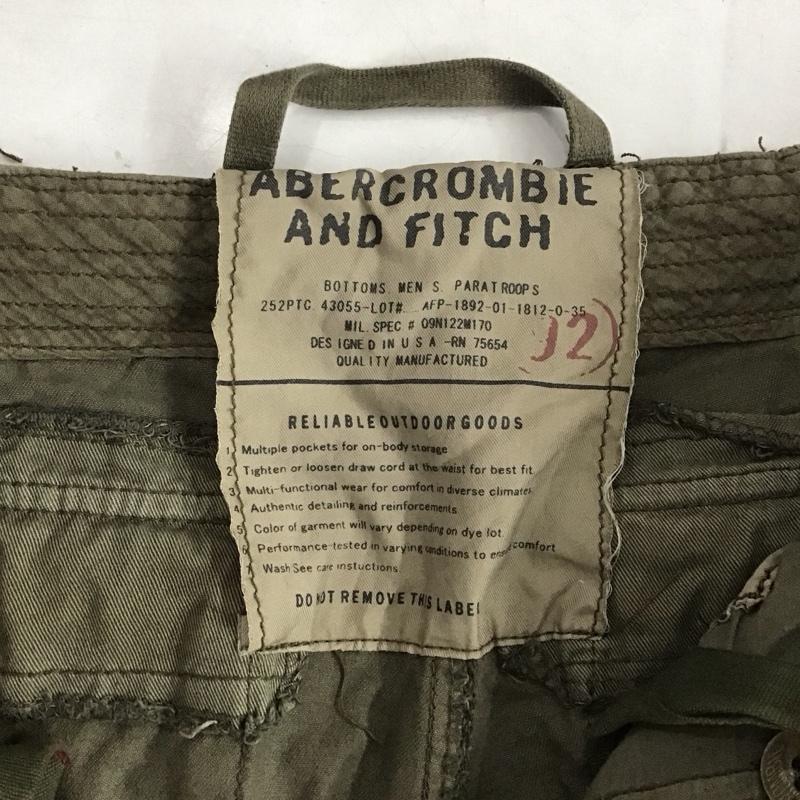 ABERCROMBIE
AND FITCH
BOTTOMS MEN S. PARATROOPS
252PTC 43055-LOT# AFP-1892-01-1812-0-35
MIL. SPEC # 09N122M170
DESIGNED IN U S A -RN 75654
QUALITY MANUFACTURED
32
RELIABLE OUTDOOR GOODS
1 Multiple pockets for on-body storage
2 Tighten or loosen draw cord at the waist for best fit
3 Multi-functional wear for comfort in diverse climates
4 Authentic detailing and reinforcements
5 Color of garment will vary depending on dye lot
6 Performance-tested in varying conditions to ensure comfort
7 Wash See care instuctions.
DO NOT REMOVE THIS LABEL